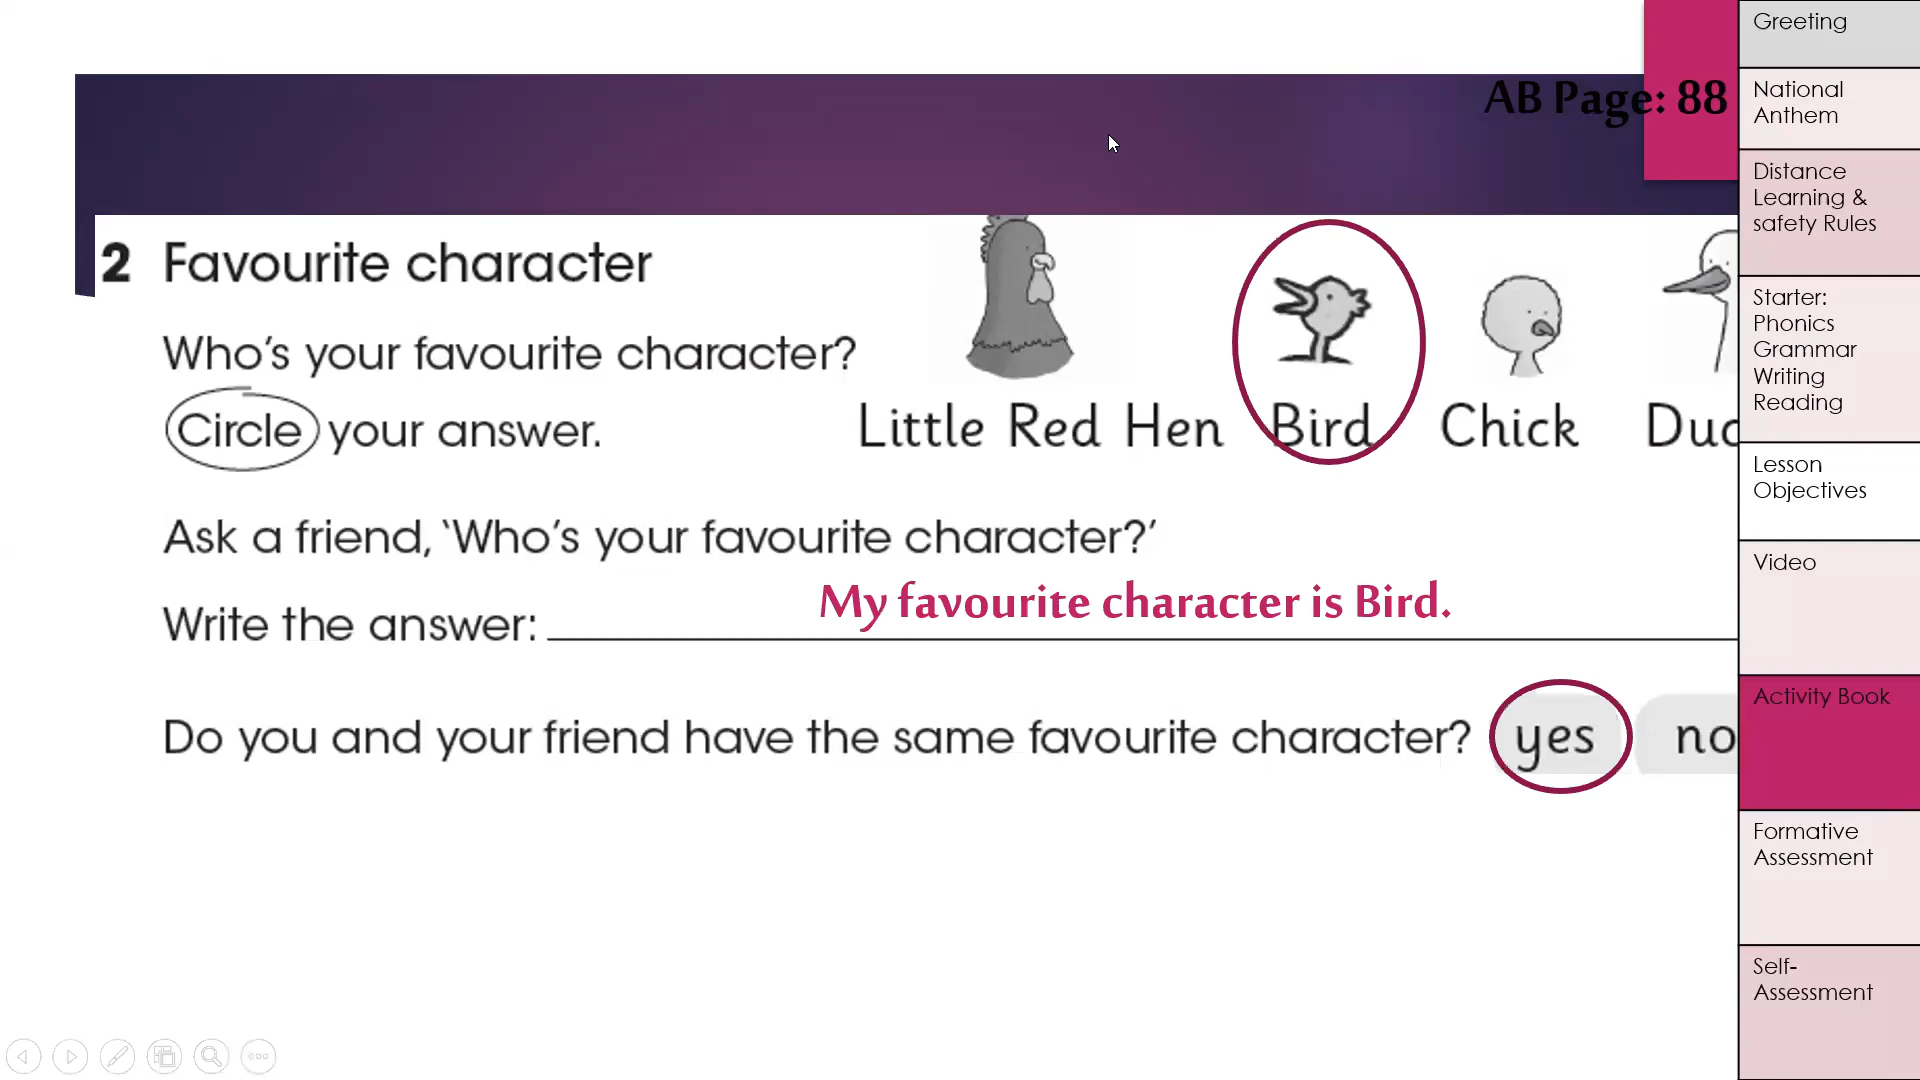 AB Page: 88
2 Favourite character
Who's your favourite character?
Circle your answer.
Little Red Hen Bird Chick Duc
Ask a friend, 'Who's your favourite character?'
My favourite character is Bird.
Write the answer:
Do you and your friend have the same favourite character? yes no
Greeting
National
Anthem
Distance
Learning &
safety Rules
Starter:
Phonics
Grammar
Writing
Reading
Lesson
Objectives
Video
Activity Book
Formative
Assessment
Self-
Assessment